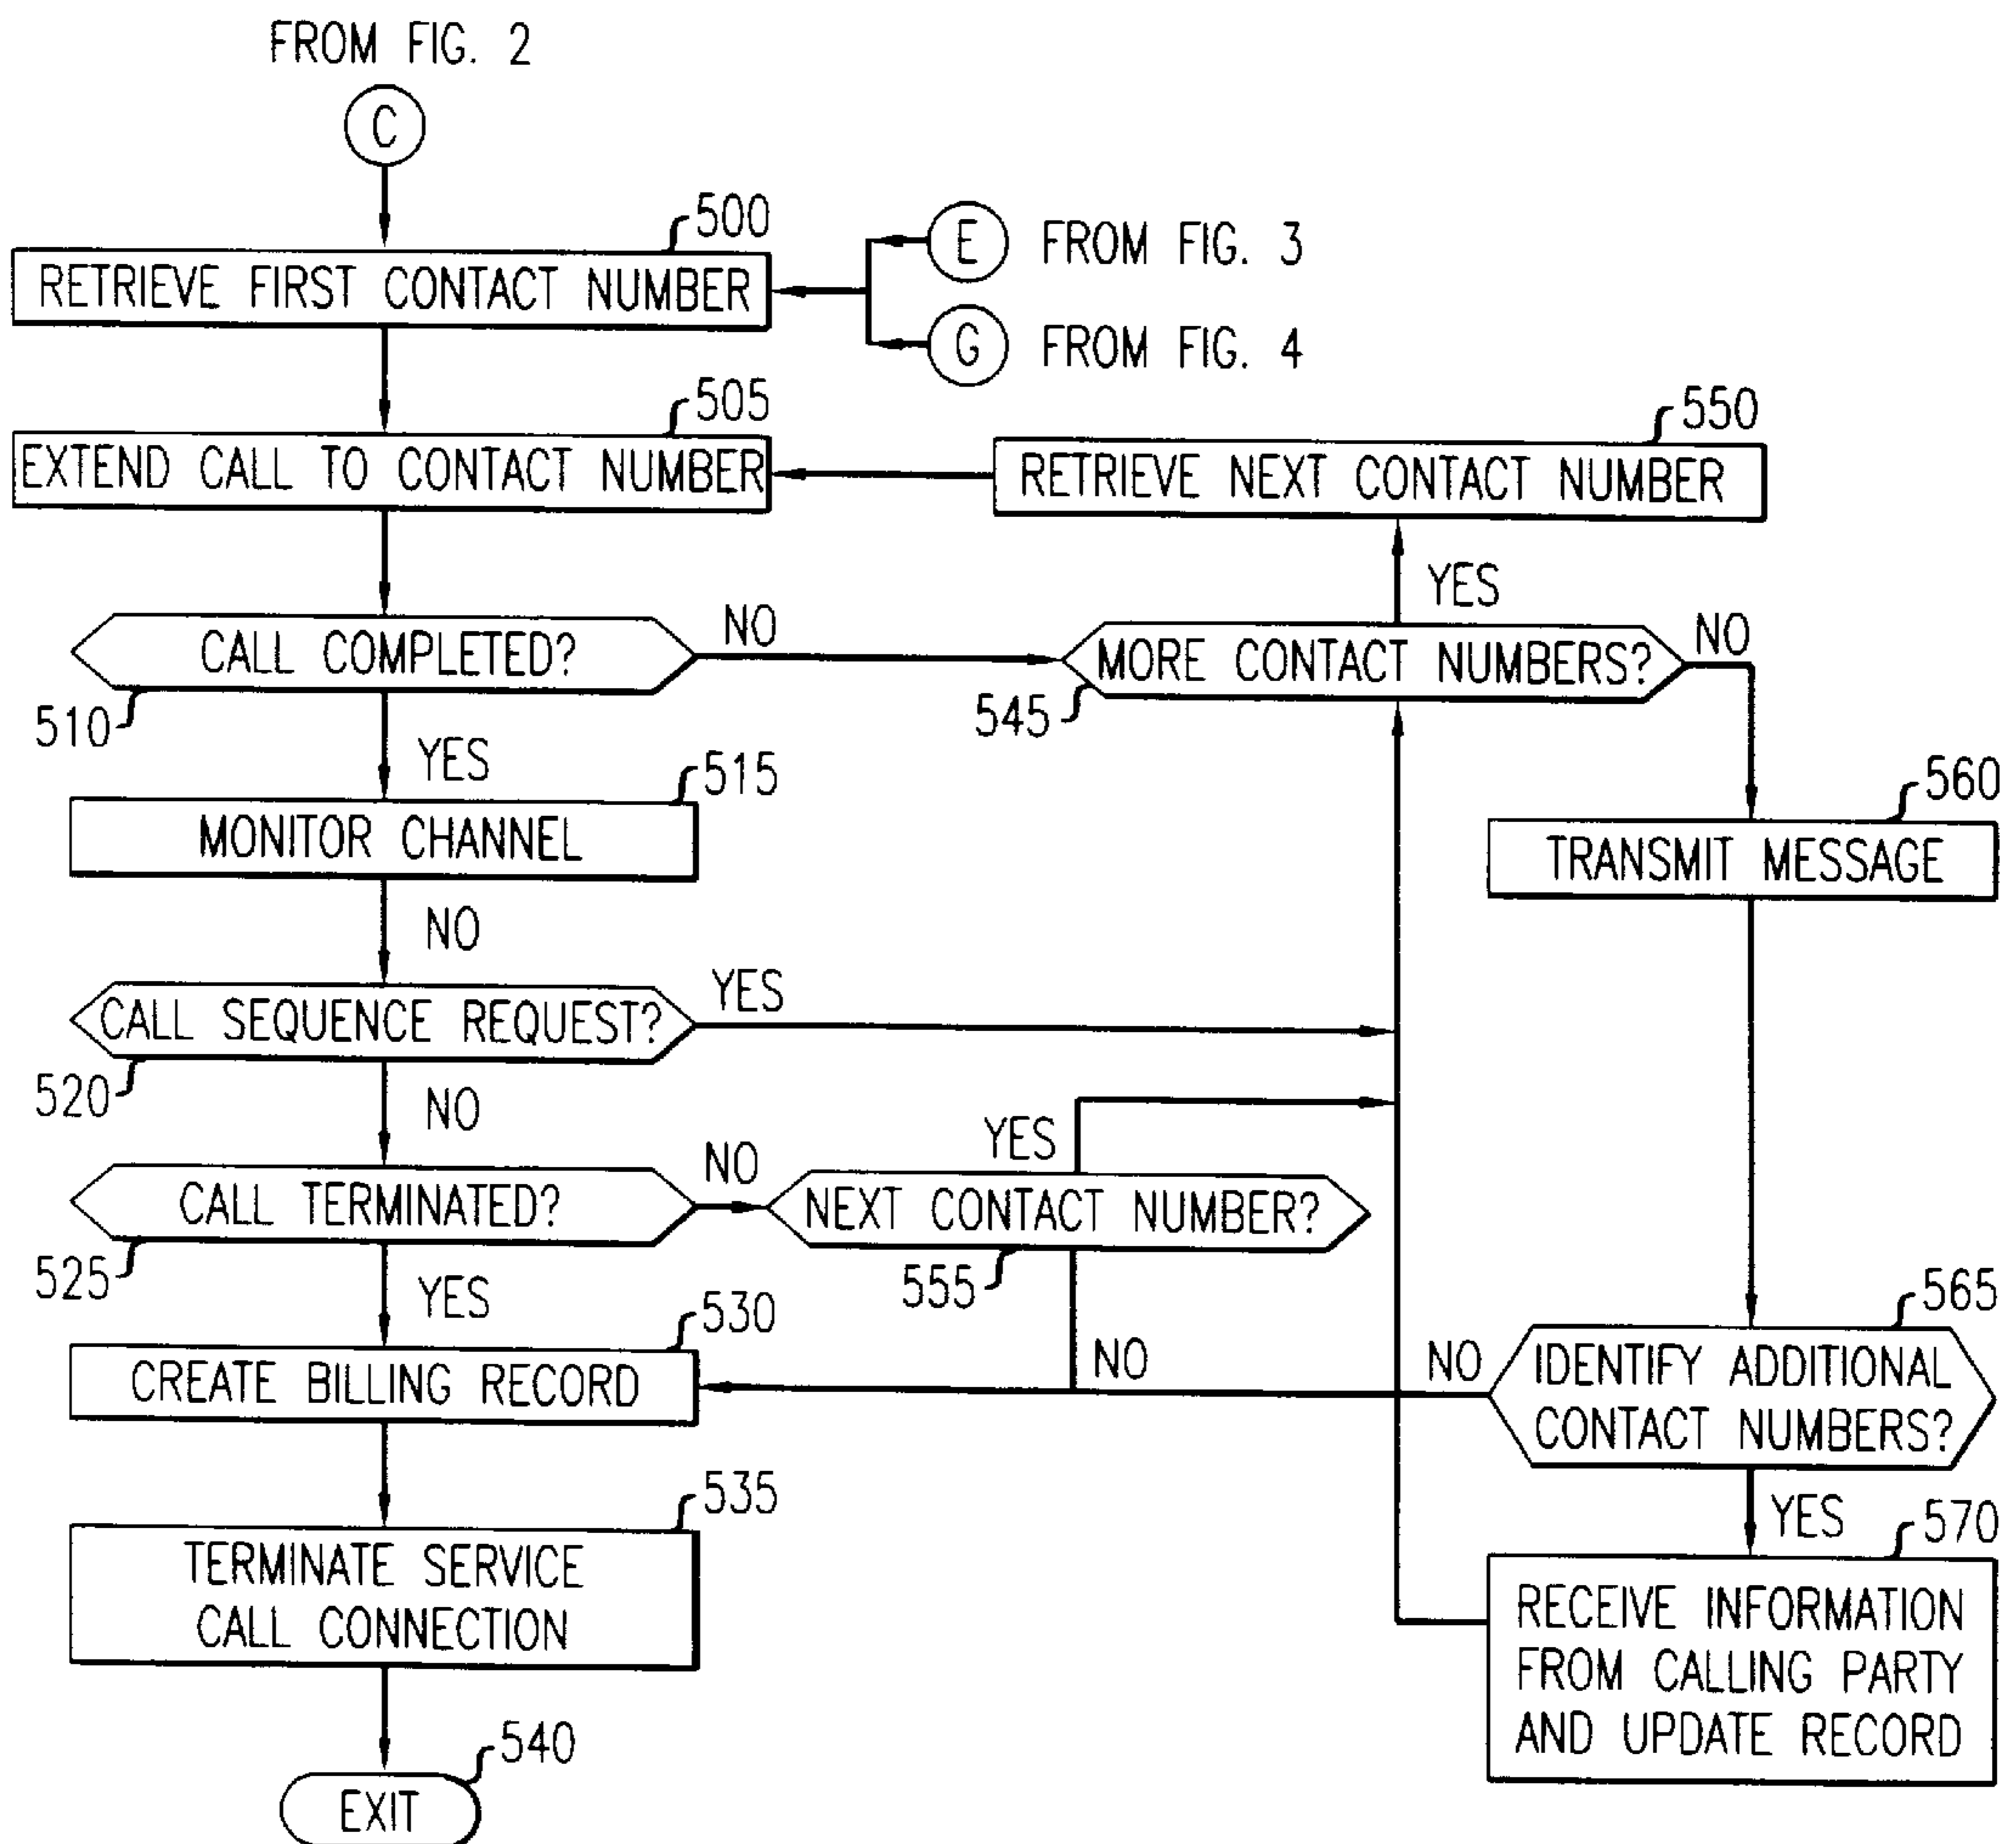 FROM FIG. 2
C
500
RETRIEVE FIRST CONTACT NUMBER
E FROM FIG. 3
G FROM FIG. 4
505
EXTEND CALL TO CONTACT NUMBER
550
RETRIEVE NEXT CONTACT NUMBER
YES
CALL COMPLETED?
NO
510
MORE CONTACT NUMBERS?
NO
545
YES
515
MONITOR CHANNEL
560
TRANSMIT MESSAGE
NO
CALL SEQUENCE REQUEST?
YES
520
NO
CALL TERMINATED?
NO
525
YES
NEXT CONTACT NUMBER?
555
YES
530
CREATE BILLING RECORD
NO
NO
565
IDENTIFY ADDITIONAL
CONTACT NUMBERS?
YES
535
TERMINATE SERVICE
CALL CONNECTION
570
RECEIVE INFORMATION
FROM CALLING PARTY
AND UPDATE RECORD
540
EXIT